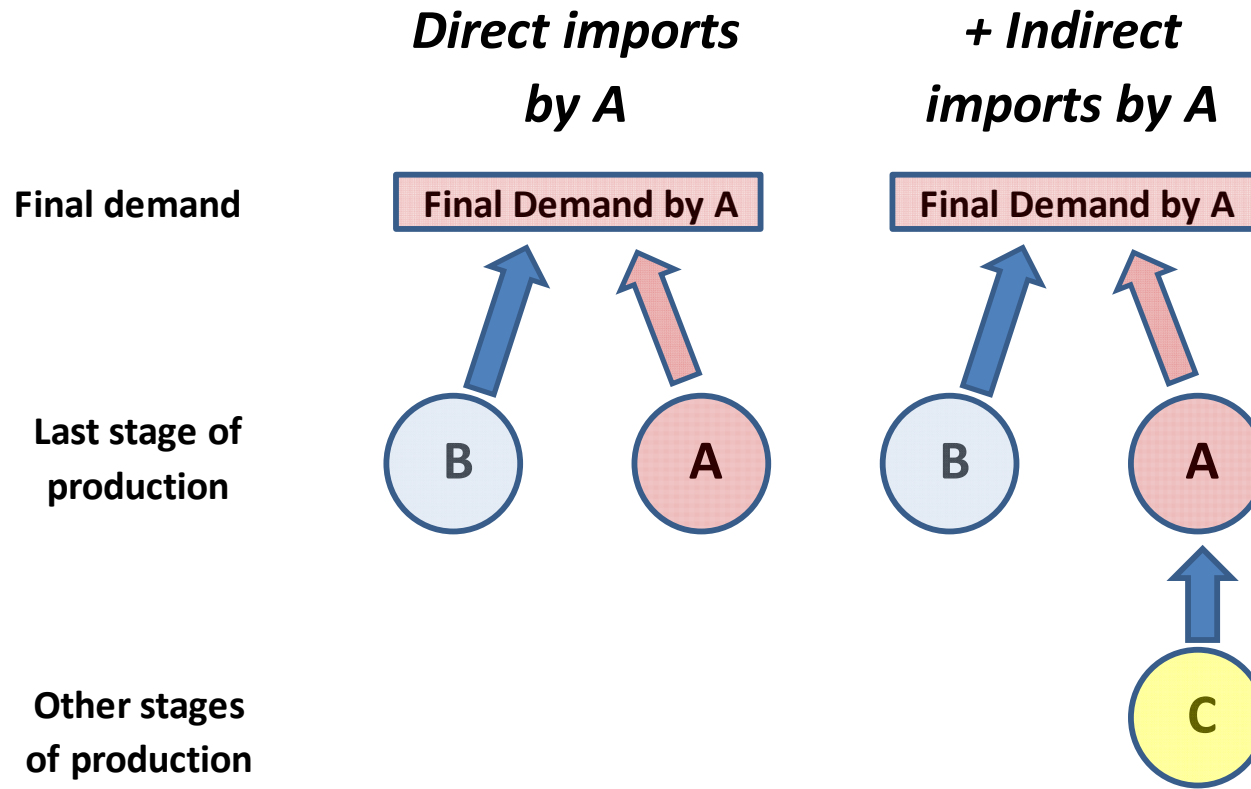 Direct imports
by A
+ Indirect
imports by A
Final demand
Final Demand by A
Final Demand by A
Last stage of
production
B
A
B
A
Other stages
of production
C